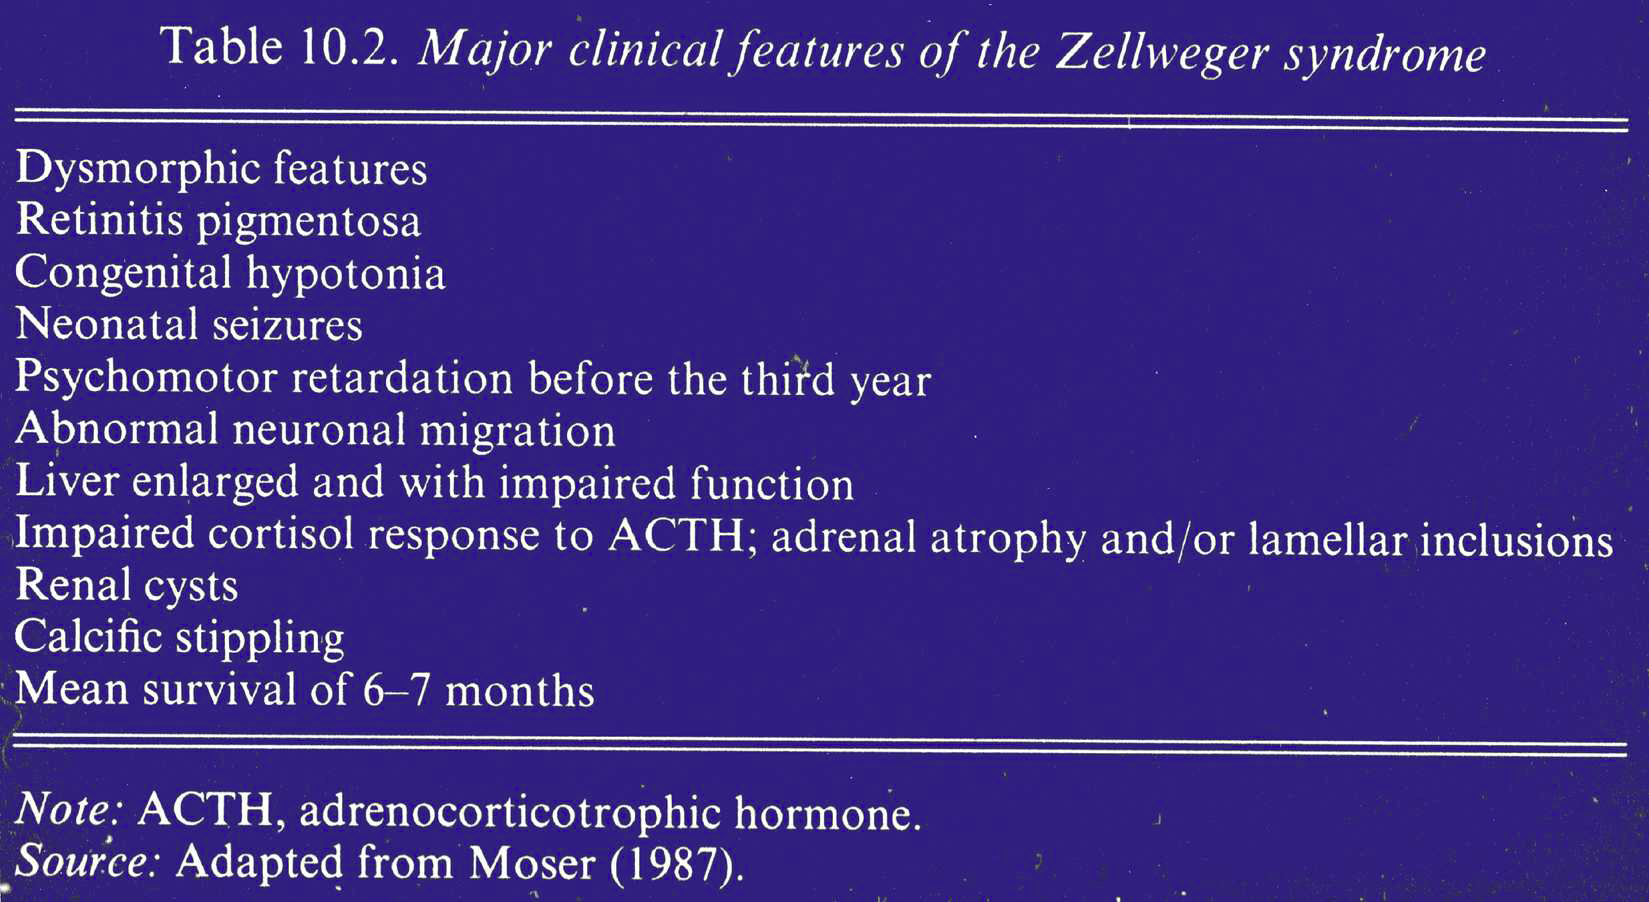 Table 10.2. Major clinical features of the Zellweger syndrome
Dysmorphic features
Retinitis pigmentosa
Congenital hypotonia
Neonatal seizures
Psychomotor retardation before the third year
Abnormal neuronal migration
Liver enlarged and with impaired function
Impaired cortisol response to ACTH; adrenal atrophy and/or lamellar inclusions
Renal cysts
Calcific stippling
Mean survival of 6–7 months
Note: ACTH, adrenocorticotrophic hormone.
Source: Adapted from Moser (1987).